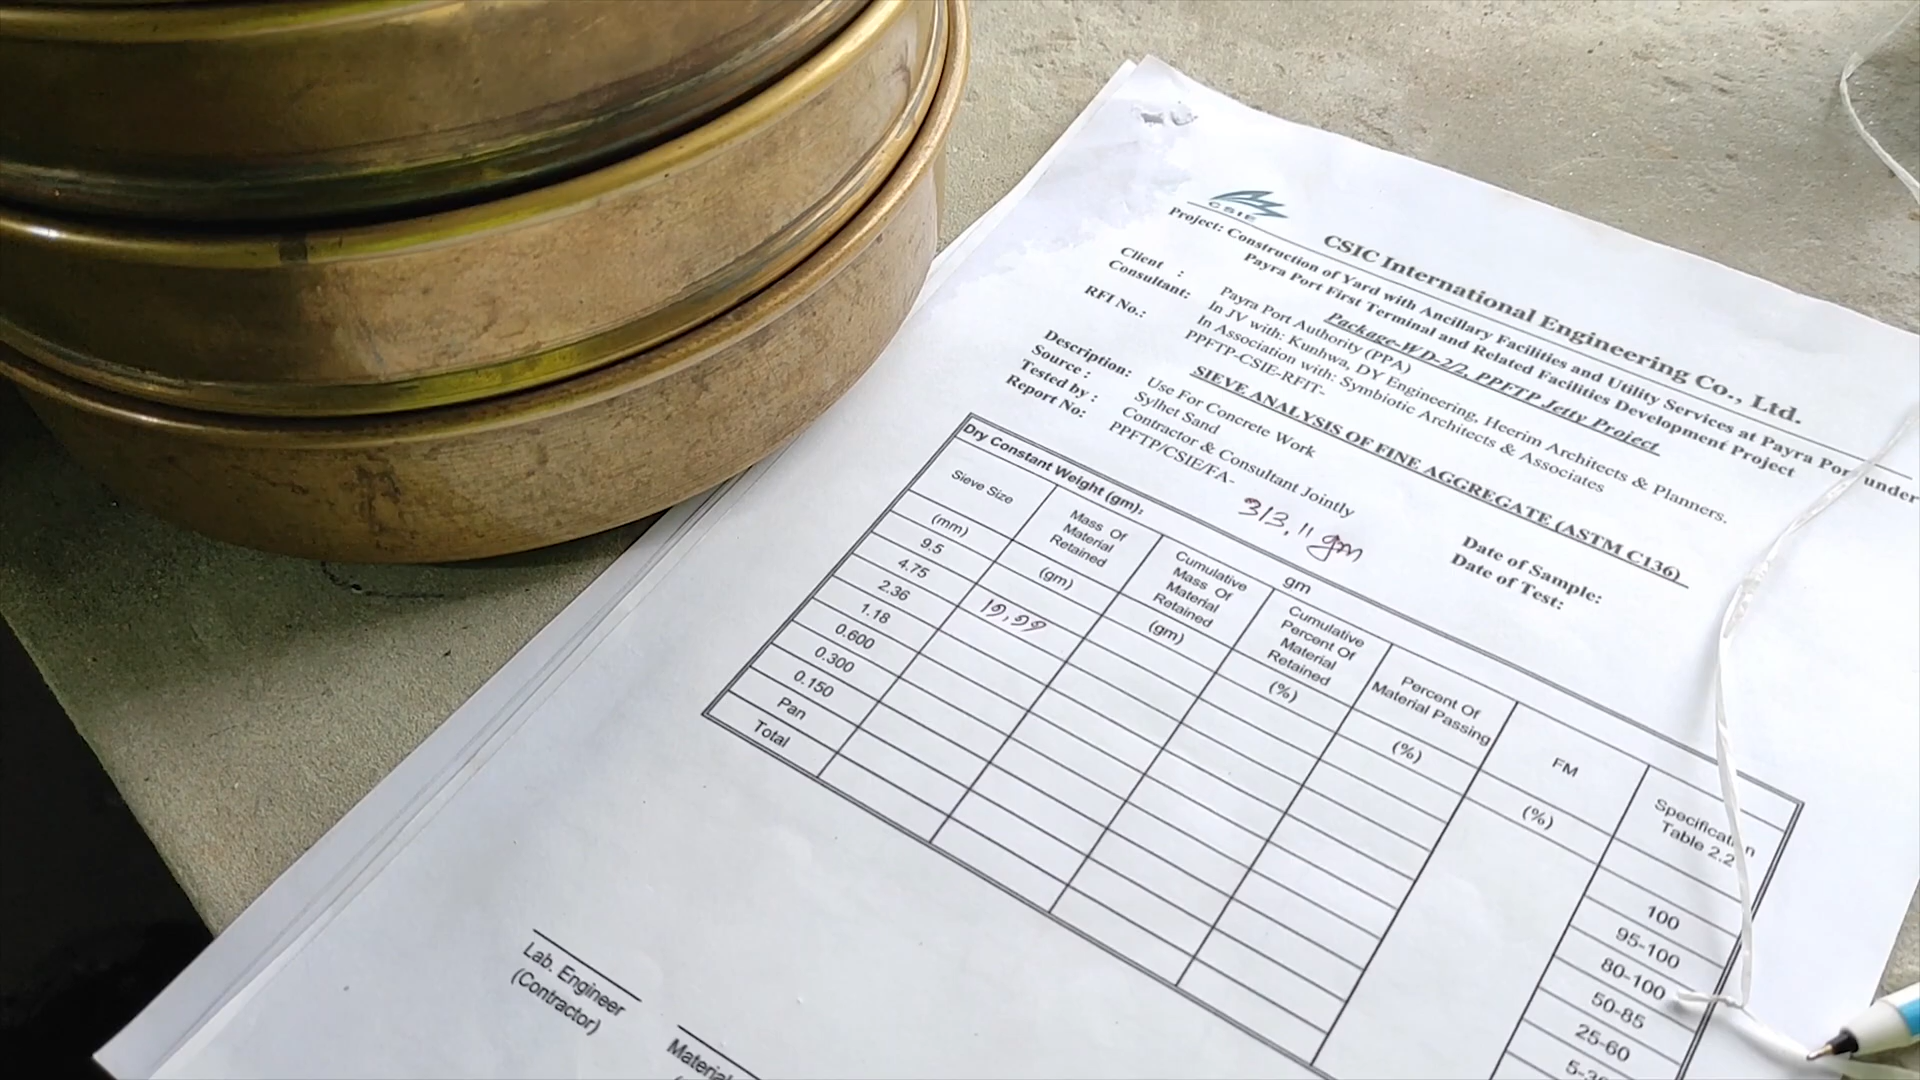 CSIE
CSIC International Engineering Co., Ltd.
Project: Construction of Yard with Ancillary Facilities and Utility Services at Payra Port under
Payra Port First Terminal and Related Facilities Development Project
Package-WD-2/2, PPFTP Jetty Project
Client : Payra Port Authority (PPA)
Consultant: In JV with: Kunhwa, DY Engineering, Heerim Architects & Planners.
In Association with: Symbiotic Architects & Associates
RFI No.: PPFTP-CSIE-RFIT-
SIEVE ANALYSIS OF FINE AGGREGATE (ASTM C136)
Description: Use For Concrete Work
Source : Sylhet Sand
Tested by : Contractor & Consultant Jointly
Report No: PPFTP/CSIE/FA-
Date of Sample:
Date of Test:
Dry Constant Weight (gm): 313,11 gm gm
Sieve Size
Mass Of Material Retained
Cumulative Mass Of Material Retained
Cumulative Percent Of Material Retained
Percent Of Material Passing
FM
Specification Table 2.2
(mm) (gm) (gm) (%) (%) (%)
9.5 100
4.75 95-100
2.36 80-100
1.18 50-85
0.600 25-60
0.300
0.150
Pan
Total
Lab. Engineer
(Contractor)
Material